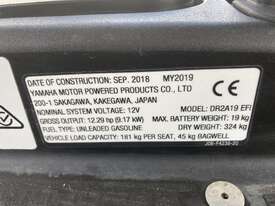 DATE OF CONSTRUCTION: SEP. 2018 MY2019
YAMAHA MOTOR POWERED PRODUCTS CO., LTD
200-1 SAKAGAWA, KAKEGAWA, JAPAN MODEL: DR2A19 EFI
NOMINAL SYSTEM VOLTAGE: 12V MAX. BATTERY WEIGHT: 19 kg
GROSS OUTPUT: 12.29 hp (9.17 kW) DRY WEIGHT: 324 kg
FUEL TYPE: UNLEADED GASOLINE
VEHICLE LOAD CAPACITY: 181 kg PER SEAT, 45 kg BAGWELL